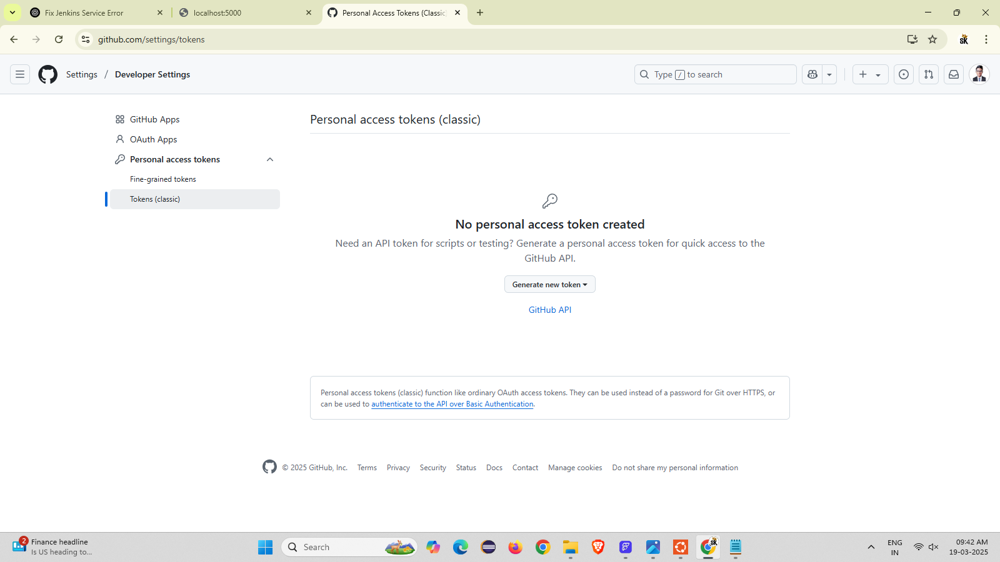 Fix Jenkins Service Error
localhost:5000
Personal Access Tokens (Classic)
github.com/settings/tokens
Settings / Developer Settings
Type / to search
GitHub Apps
OAuth Apps
Personal access tokens
Fine-grained tokens
Tokens (classic)
Personal access tokens (classic)
No personal access token created
Need an API token for scripts or testing? Generate a personal access token for quick access to the
GitHub API.
Generate new token
GitHub API
Personal access tokens (classic) function like ordinary OAuth access tokens. They can be used instead of a password for Git over HTTPS, or
can be used to authenticate to the API over Basic Authentication.
© 2025 GitHub, Inc. Terms Privacy Security Status Docs Contact Manage cookies Do not share my personal information
2
Finance headline
Is US heading to...
Search
SK
ENG
IN
09:42 AM
19-03-2025